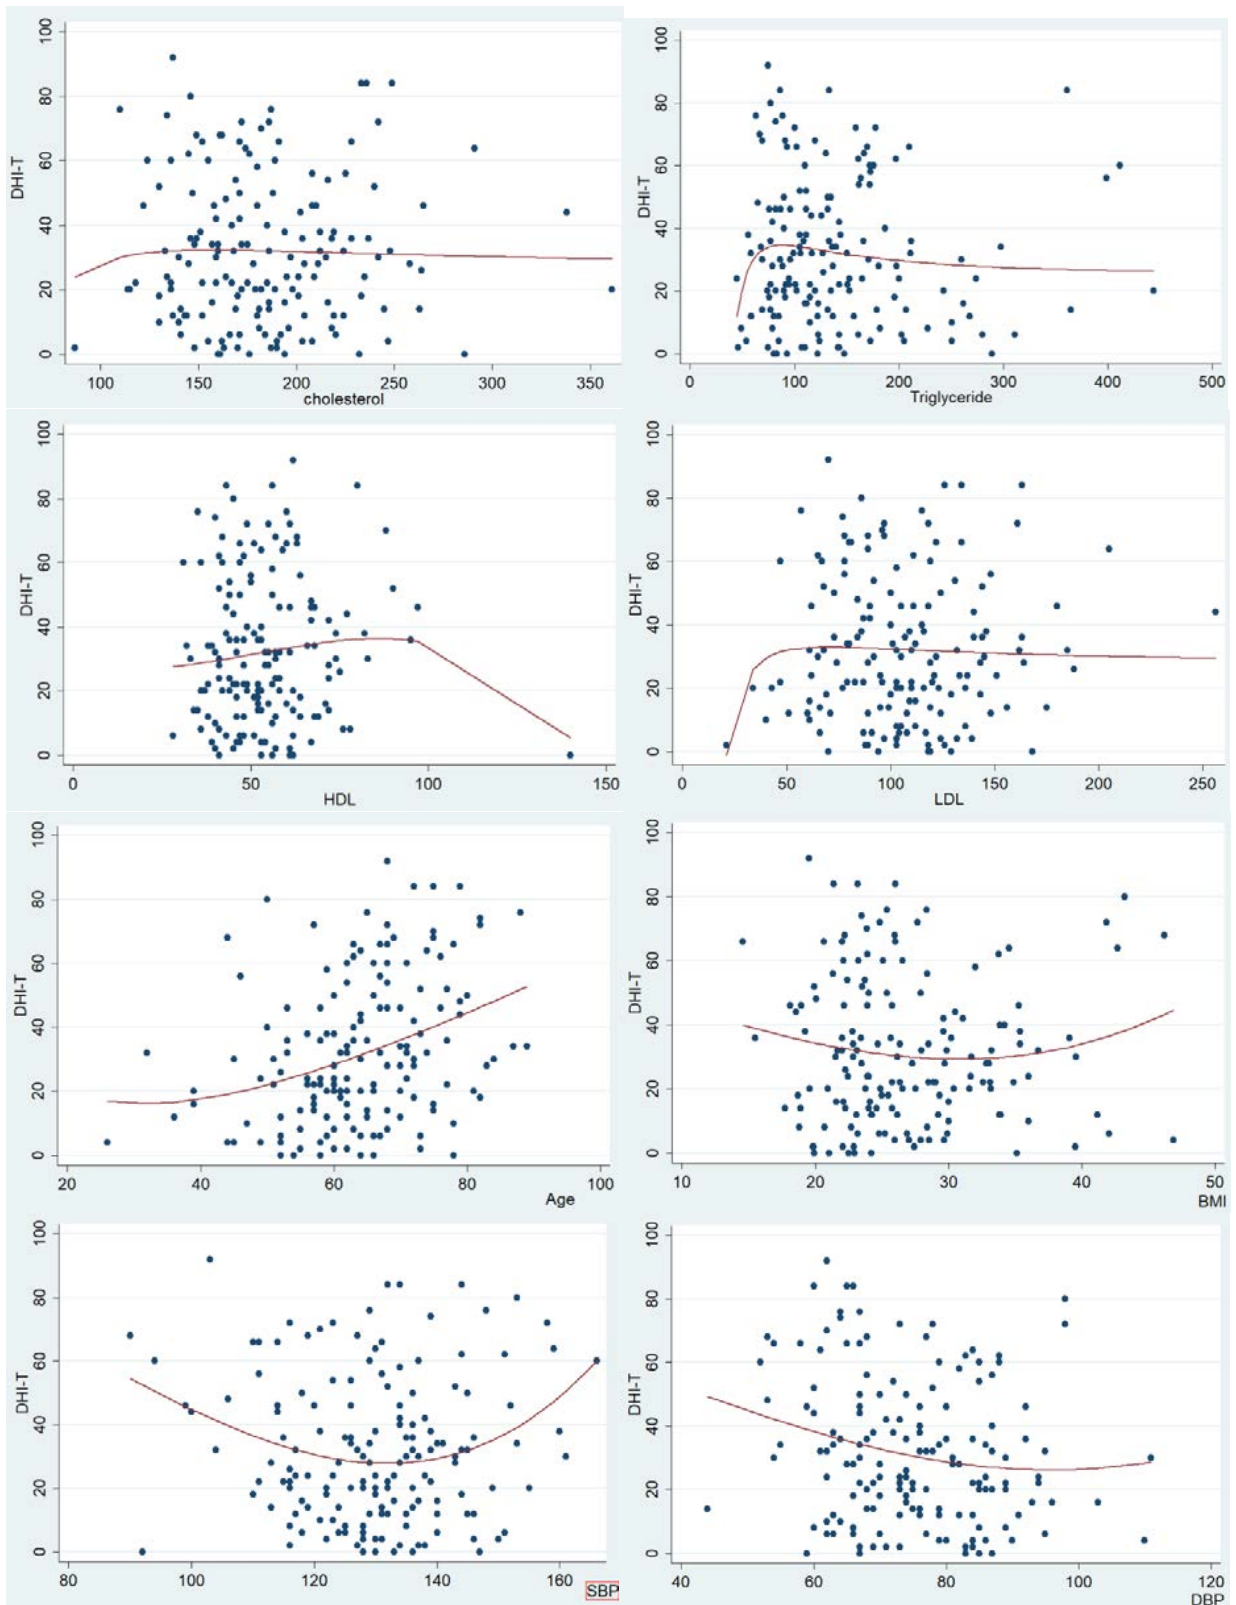 DHI-T
0 20 40 60 80 100
100 150 200 250 300 350
cholesterol
DHI-T
0 20 40 60 80 100
0 100 200 300 400 500
Triglyceride
DHI-T
0 20 40 60 80 100
0 50 100 150
HDL
DHI-T
0 20 40 60 80 100
0 50 100 150 200 250
LDL
DHI-T
0 20 40 60 80 100
20 40 60 80 100
Age
DHI-T
0 20 40 60 80 100
10 20 30 40 50
BMI
DHI-T
0 20 40 60 80 100
80 100 120 140 160
SBP
DHI-T
0 20 40 60 80 100
40 60 80 100 120
DBP